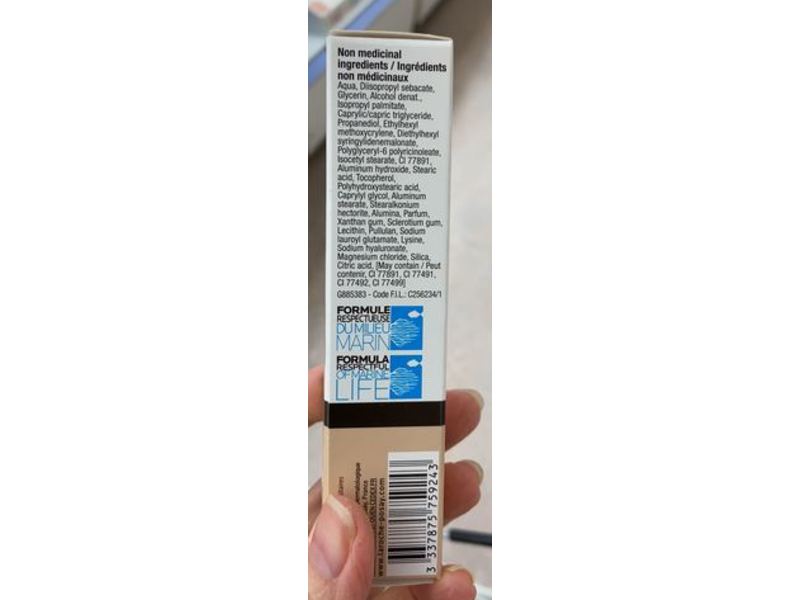 Non medicinal
ingredients / Ingrédients
non médicinaux
Aqua, Diisopropyl sebacate,
Glycerin, Alcohol denat.,
Isopropyl palmitate,
Caprylic/capric triglyceride,
Propanediol, Ethylhexyl
methoxycrylene, Diethylhexyl
syringylidenemalonate,
Polyglyceryl-6 polyricinoleate,
Isocetyl stearate, CI 77891,
Aluminum hydroxide, Stearic
acid, Tocopherol,
Polyhydroxystearic acid,
Caprylyl glycol, Aluminum
stearate, Stearalkonium
hectorite, Alumina, Parfum,
Xanthan gum, Sclerotium gum,
Lecithin, Pullulan, Sodium
lauroyl glutamate, Lysine,
Sodium hyaluronate,
Magnesium chloride, Silica,
Citric acid, [May contain / Peut
contenir, CI 77891, CI 77491,
CI 77492, CI 77499]
G885383 - Code F.I.L.: C256234/1
FORMULE
RESPECTUEUSE
DU MILIEU
MARIN
FORMULA
RESPECTFUL
OF MARINE
LIFE
www.laroche-posay.com
3 337875 759243